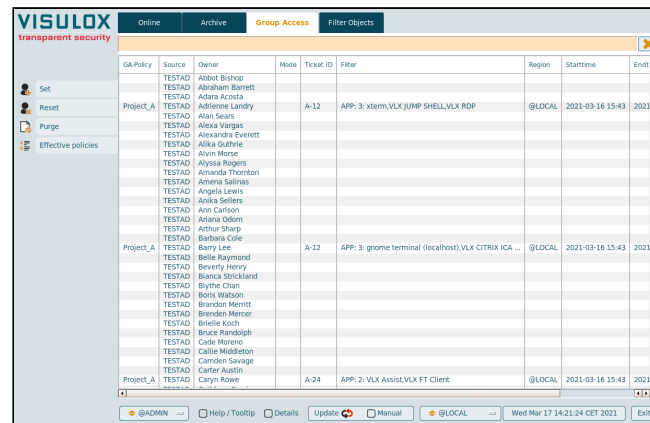 VISULOX
transparent security
Online Archive Group Access Filter Objects
GA-Policy Source Owner Mode Ticket ID Filter Region Starttime Endt
Set
Reset
Purge
Effective policies
TESTAD Abbot Bishop
TESTAD Abraham Barrett
TESTAD Adara Acosta
Project_A TESTAD Adrienne Landry A-12 APP: 3: xterm,VLX JUMP SHELL,VLX RDP @LOCAL 2021-03-16 15:43 2021
TESTAD Alan Sears
TESTAD Alexa Vargas
TESTAD Alexandra Everett
TESTAD Alika Guthrie
TESTAD Alvin Morse
TESTAD Alyssa Rogers
TESTAD Amanda Thornton
TESTAD Amena Salinas
TESTAD Angela Lewis
TESTAD Anika Sellers
TESTAD Ann Carlson
TESTAD Ariana Odom
TESTAD Arthur Sharp
TESTAD Barbara Cole
Project_A TESTAD Barry Lee A-12 APP: 3: gnome terminal (localhost),VLX CITRIX ICA ... @LOCAL 2021-03-16 15:43 2021
TESTAD Belle Raymond
TESTAD Beverly Henry
TESTAD Bianca Strickland
TESTAD Blythe Chan
TESTAD Boris Watson
TESTAD Brandon Merritt
TESTAD Brenden Mercer
TESTAD Brielle Koch
TESTAD Bruce Randolph
TESTAD Cade Moreno
TESTAD Callie Middleton
TESTAD Camden Savage
TESTAD Carter Austin
Project_A TESTAD Caryn Rowe A-24 APP: 2: VLX Assist,VLX FT Client @LOCAL 2021-03-16 15:43 2021
@ADMIN Help / Tooltip Details Update Manual @LOCAL Wed Mar 17 14:21:24 CET 2021 Exit